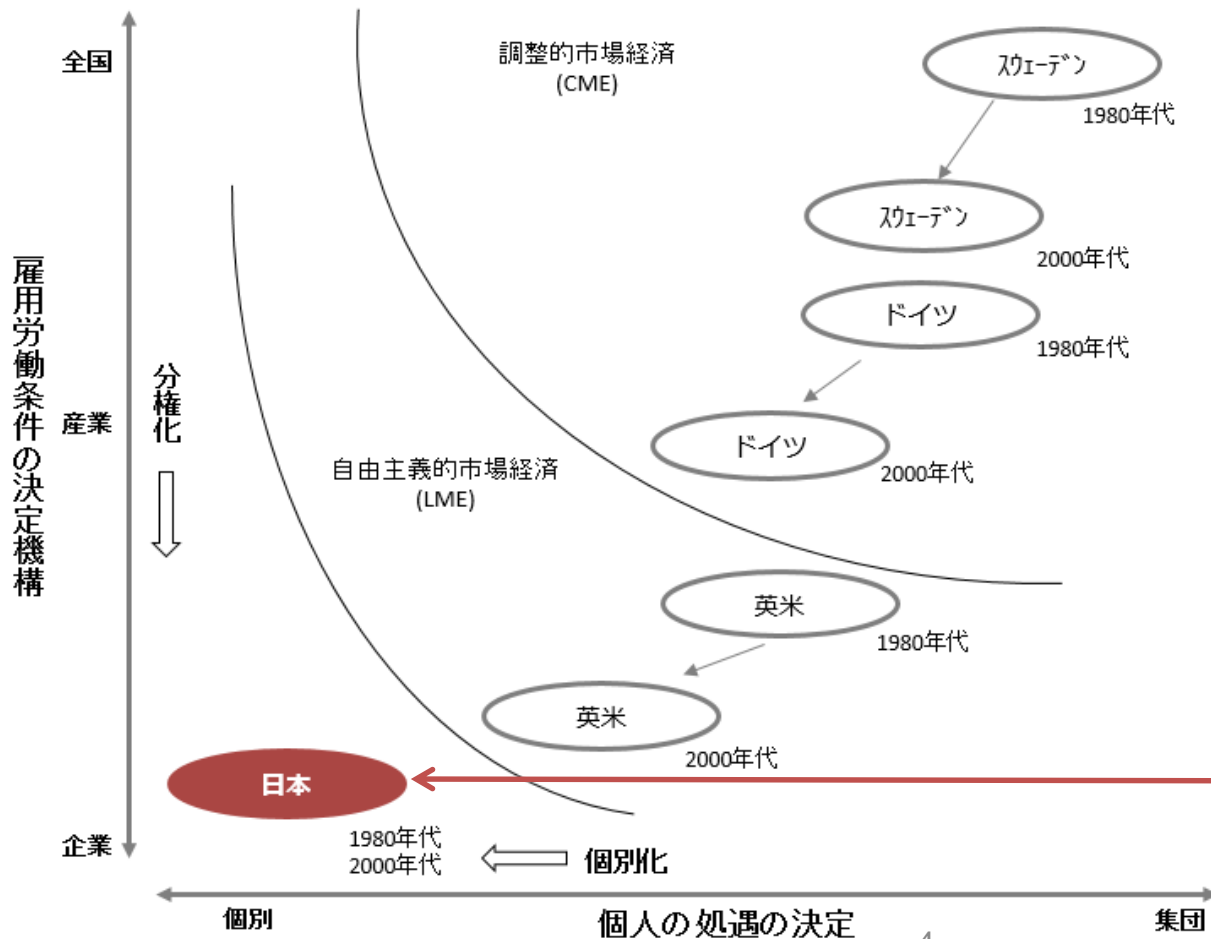 全国
調整的市場経済
(CME)
ｽｳｪｰﾃﾞﾝ
1980年代
ｽｳｪｰﾃﾞﾝ
2000年代
ドイツ
1980年代
雇用労働条件の決定機構
分権化
産業
ドイツ
2000年代
自由主義的市場経済
(LME)
英米
1980年代
英米
2000年代
日本
1980年代
2000年代
企業
個別化
個別
個人の処遇の決定
集団